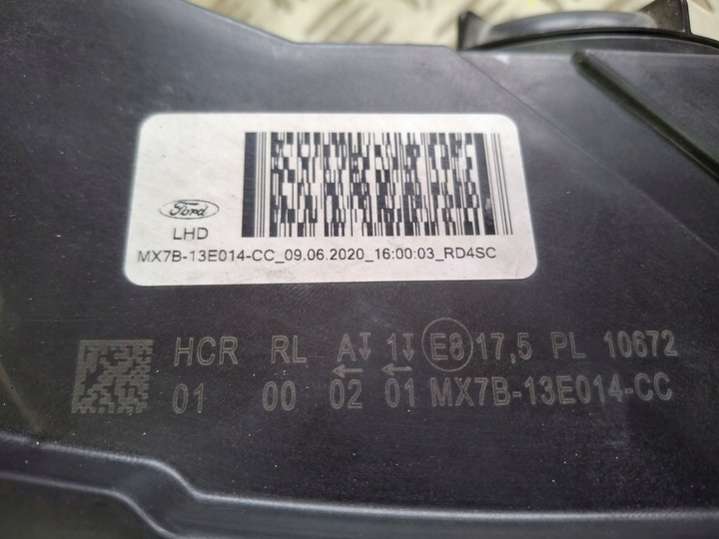 Ford
LHD
MX7B-13E014-CC_09.06.2020_16:00:03_RD4SC
HCR RL A 1 E8 17,5 PL 10672
01 00 02 01 MX7B-13E014-CC